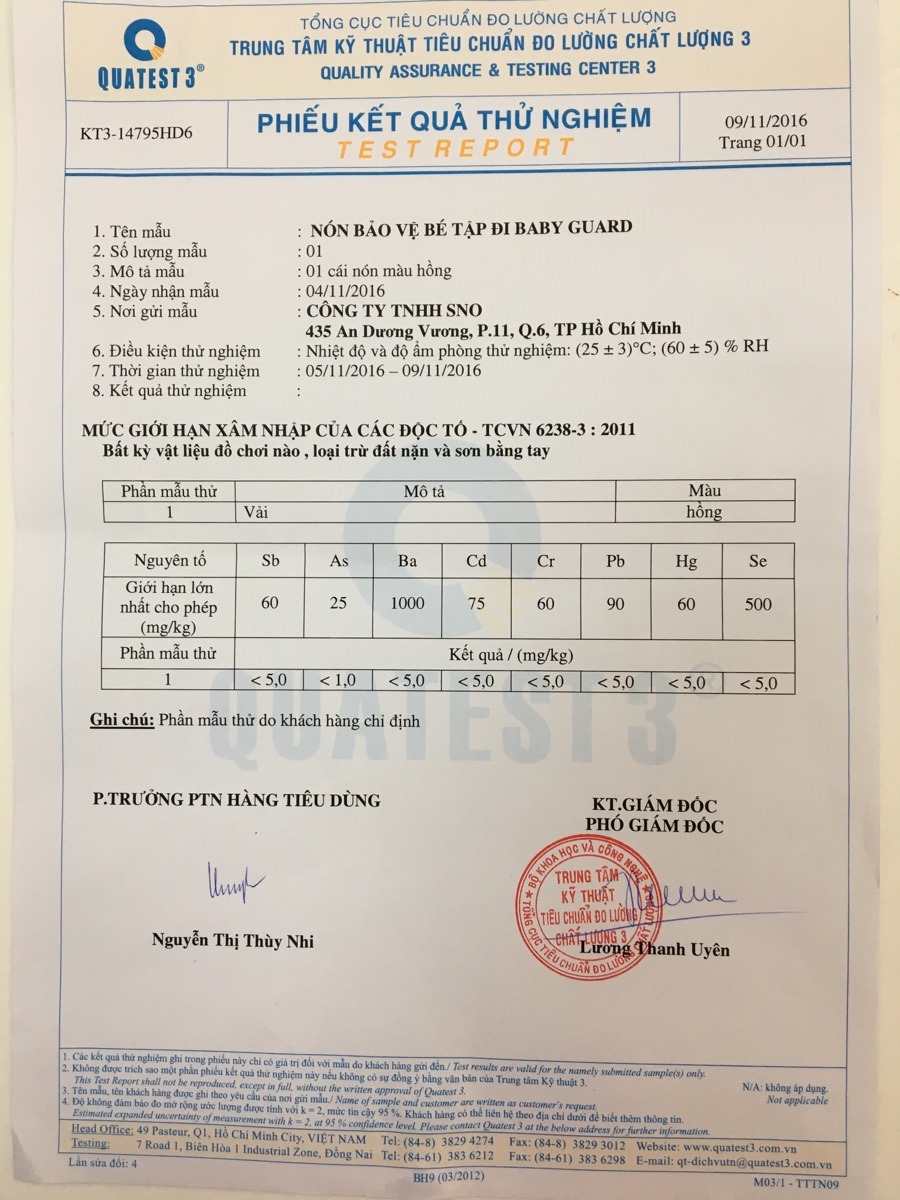 TỔNG CỤC TIÊU CHUẨN ĐO LƯỜNG CHẤT LƯỢNG
TRUNG TÂM KỸ THUẬT TIÊU CHUẨN ĐO LƯỜNG CHẤT LƯỢNG 3
QUALITY ASSURANCE & TESTING CENTER 3
QUATEST 3®
KT3-14795HD6
PHIẾU KẾT QUẢ THỬ NGHIỆM
TEST REPORT
09/11/2016
Trang 01/01
1. Tên mẫu : NÓN BẢO VỆ BÉ TẬP ĐI BABY GUARD
2. Số lượng mẫu : 01
3. Mô tả mẫu : 01 cái nón màu hồng
4. Ngày nhận mẫu : 04/11/2016
5. Nơi gửi mẫu : CÔNG TY TNHH SNO
435 An Dương Vương, P.11, Q.6, TP Hồ Chí Minh
6. Điều kiện thử nghiệm : Nhiệt độ và độ ẩm phòng thử nghiệm: (25 ± 3)°C; (60 ± 5) % RH
7. Thời gian thử nghiệm : 05/11/2016 – 09/11/2016
8. Kết quả thử nghiệm :
MỨC GIỚI HẠN XÂM NHẬP CỦA CÁC ĐỘC TỐ - TCVN 6238-3 : 2011
Bất kỳ vật liệu đồ chơi nào , loại trừ đất nặn và sơn bằng tay
Phần mẫu thử Mô tả Màu
1 Vải hồng
Nguyên tố Sb As Ba Cd Cr Pb Hg Se
Giới hạn lớn
nhất cho phép 60 25 1000 75 60 90 60 500
(mg/kg)
Phần mẫu thử Kết quả / (mg/kg)
1 < 5,0 < 1,0 < 5,0 < 5,0 < 5,0 < 5,0 < 5,0 < 5,0
QUATEST 3®
Ghi chú: Phần mẫu thử do khách hàng chỉ định
P.TRƯỞNG PTN HÀNG TIÊU DÙNG
KT.GIÁM ĐỐC
PHÓ GIÁM ĐỐC
BỘ KHOA HỌC VÀ CÔNG NGHỆ
TRUNG TÂM
KỸ THUẬT
TIÊU CHUẨN ĐO LƯỜNG
CHẤT LƯỢNG 3
TỔNG CỤC TIÊU CHUẨN ĐO LƯỜNG CHẤT LƯỢNG
Nguyễn Thị Thùy Nhi
Lương Thanh Uyên
1. Các kết quả thử nghiệm ghi trong phiếu này chỉ có giá trị đối với mẫu do khách hàng gửi đến./ Test results are valid for the namely submitted sample(s) only.
2. Không được trích sao một phần phiếu kết quả thử nghiệm này nếu không có sự đồng ý bằng văn bản của Trung tâm Kỹ thuật 3.
This Test Report shall not be reproduced, except in full, without the written approval of Quatest 3.
3. Tên mẫu, tên khách hàng được ghi theo yêu cầu của nơi gửi mẫu./ Name of sample and customer are written as customer's request.
4. Độ không đảm bảo đo mở rộng ước lượng được tính với k = 2, mức tin cậy 95 %. Khách hàng có thể liên hệ theo địa chỉ dưới để biết thêm thông tin.
Estimated expanded uncertainty of measurement with k = 2, at 95 % confidence level. Please contact Quatest 3 at the below address for further information.
N/A: không áp dụng.
Not applicable
Head Office: 49 Pasteur, Q1, Hồ Chí Minh City, VIỆT NAM Tel: (84-8) 3829 4274 Fax: (84-8) 3829 3012 Website: www.quatest3.com.vn
Testing: 7 Road 1, Biên Hòa 1 Industrial Zone, Đồng Nai Tel: (84-61) 383 6212 Fax: (84-61) 383 6298 E-mail: qt-dichvutn@quatest3.com.vn
Lần sửa đổi: 4
BH9 (03/2012)
M03/1 - TTTN09